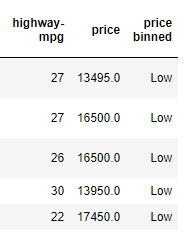 highway-mpg price price binned
27 13495.0 Low
27 16500.0 Low
26 16500.0 Low
30 13950.0 Low
22 17450.0 Low